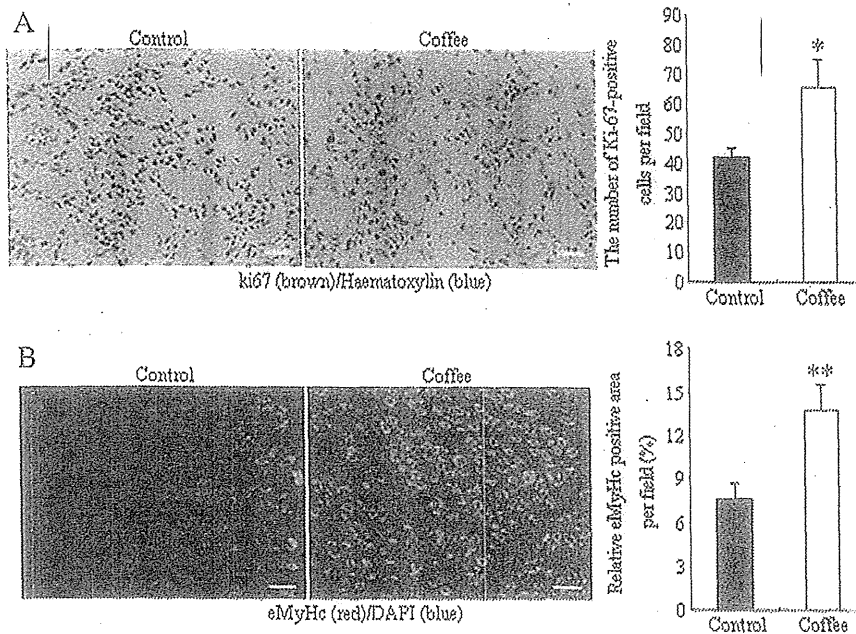 A
Control
Coffee
ki67 (brown)/Haematoxylin (blue)
The number of Ki-67-positive
cells per field
90
80
70
60
50
40
30
20
10
0
*
Control
Coffee
B
Control
Coffee
eMyHc (red)/DAPI (blue)
Relative eMyHc positive area
per field (%)
18
15
12
9
6
3
0
**
Control
Coffee